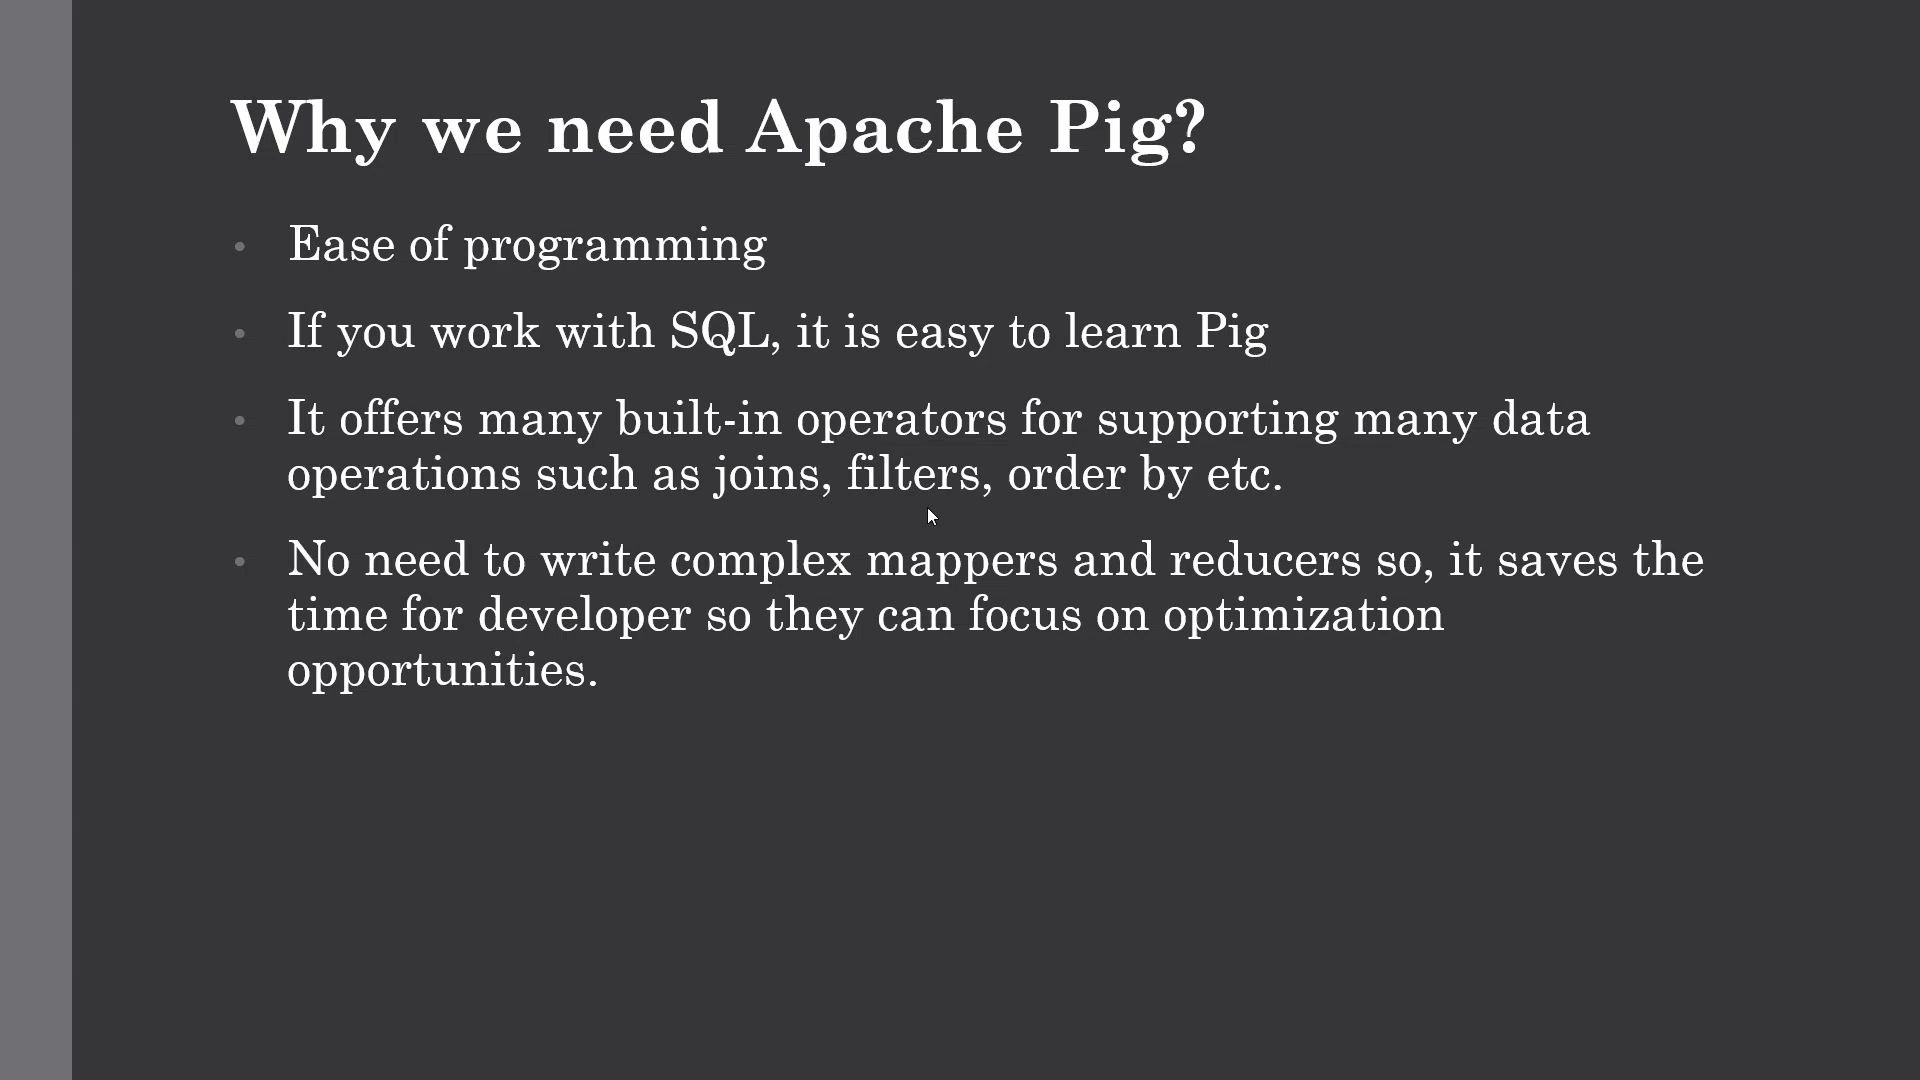 Why we need Apache Pig?
• Ease of programming
• If you work with SQL, it is easy to learn Pig
• It offers many built-in operators for supporting many data
operations such as joins, filters, order by etc.
• No need to write complex mappers and reducers so, it saves the
time for developer so they can focus on optimization
opportunities.